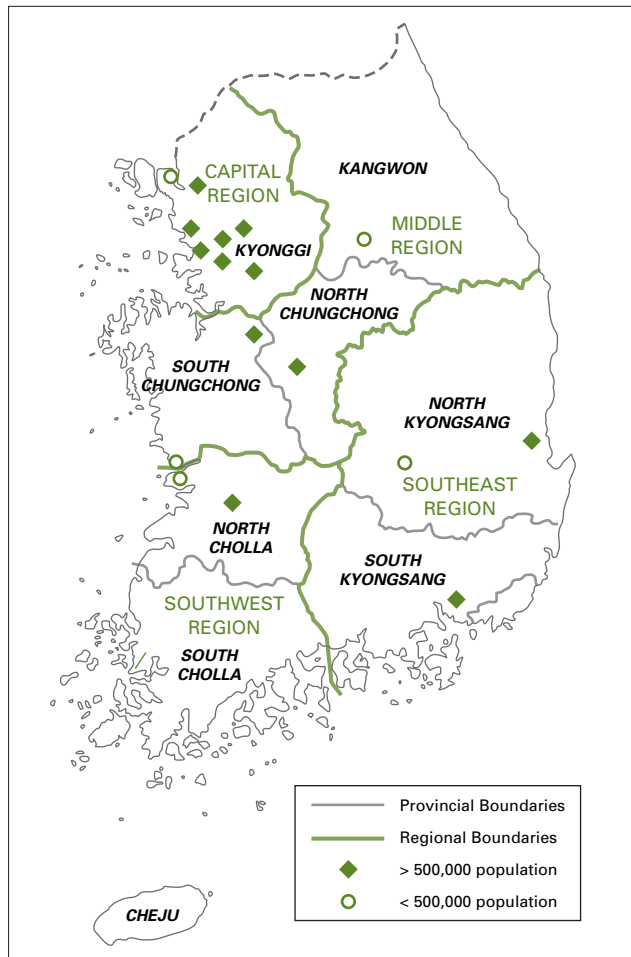 KANGWON
CAPITAL
REGION
MIDDLE
REGION
KYONGGI
NORTH
CHUNGCHONG
SOUTH
CHUNGCHONG
NORTH
KYONGSANG
SOUTHEAST
REGION
NORTH
CHOLLA
SOUTH
KYONGSANG
SOUTHWEST
REGION
SOUTH
CHOLLA
Provincial Boundaries
Regional Boundaries
> 500,000 population
< 500,000 population
CHEJU